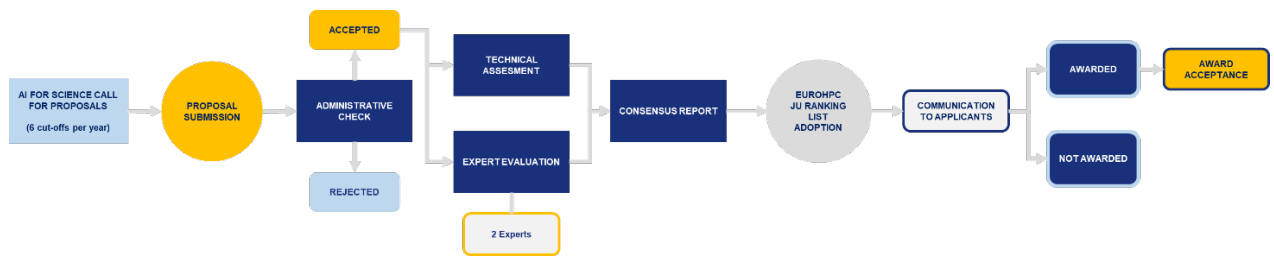 AI FOR SCIENCE CALL
FOR PROPOSALS
(6 cut-offs per year)
PROPOSAL
SUBMISSION
ACCEPTED
ADMINISTRATIVE
CHECK
REJECTED
TECHNICAL
ASSESMENT
EXPERT EVALUATION
2 Experts
CONSENSUS REPORT
EUROHPC
JU RANKING
LIST
ADOPTION
COMMUNICATION
TO APPLICANTS
AWARDED
NOT AWARDED
AWARD
ACCEPTANCE